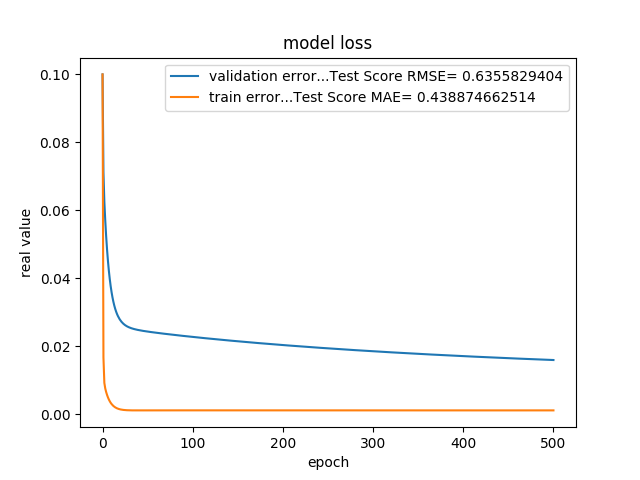 model loss
validation error...Test Score RMSE= 0.6355829404
train error...Test Score MAE= 0.438874662514
real value
0.10
0.08
0.06
0.04
0.02
0.00
0 100 200 300 400 500
epoch